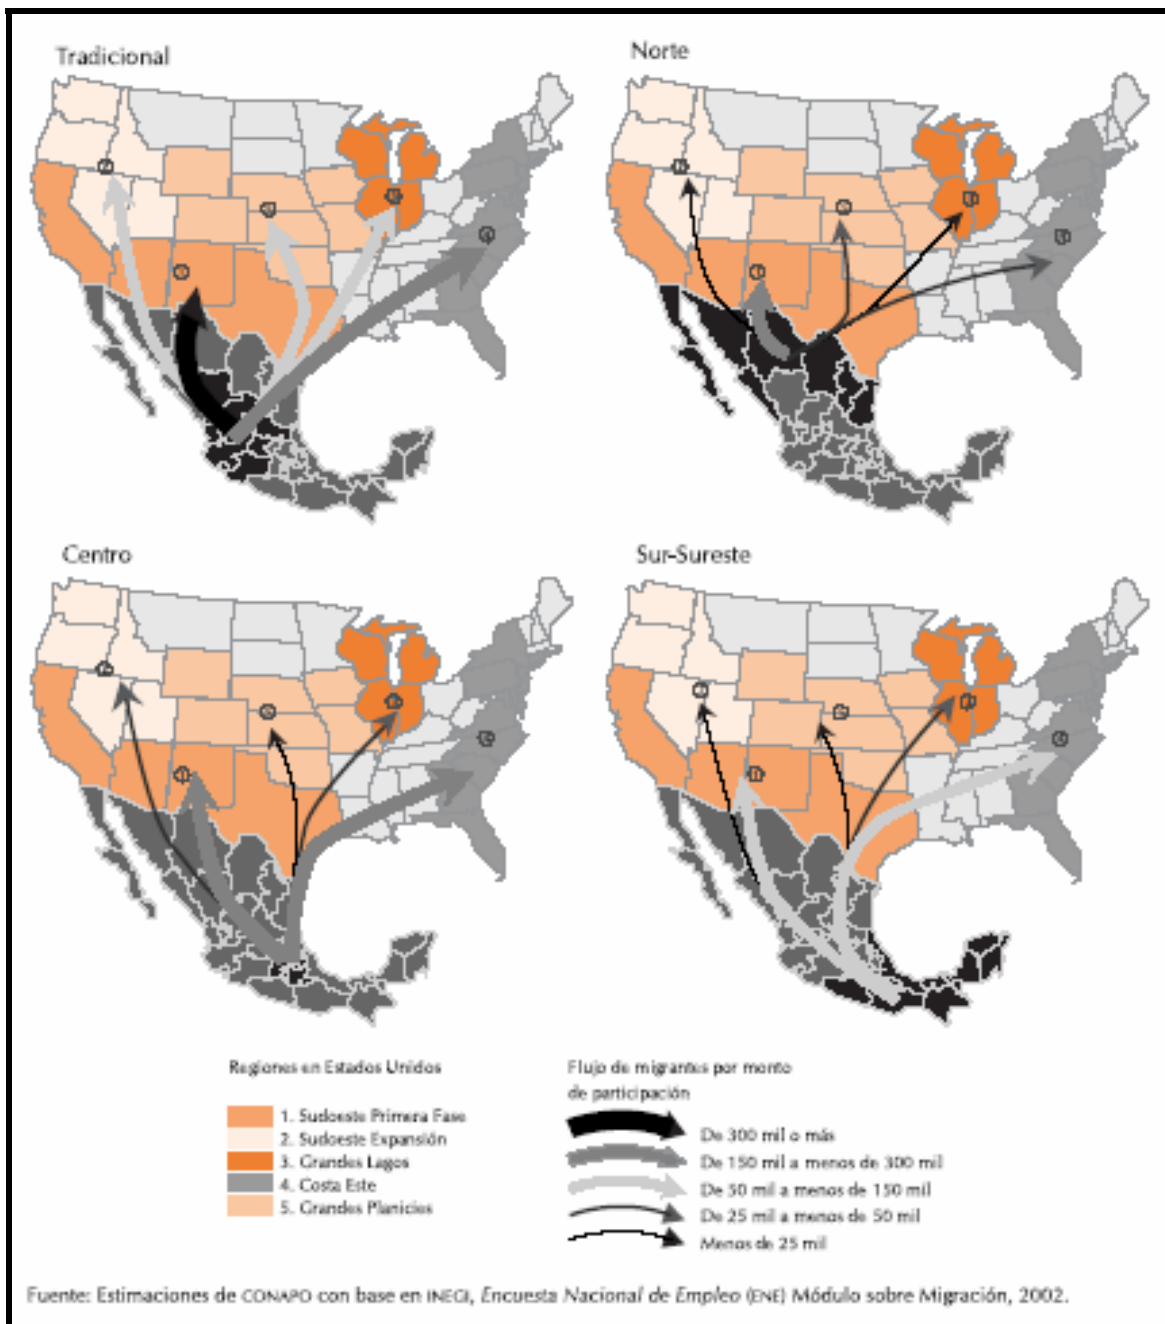 Tradicional
Norte
Centro
Sur-Sureste
Regiones en Estados Unidos
1. Sudoeste Primera Fase
2. Sudoeste Expansión
3. Grandes Lagos
4. Costa Este
5. Grandes Planicies
Flujo de migrantes por monto
de participación
De 300 mil o más
De 150 mil a menos de 300 mil
De 50 mil a menos de 150 mil
De 25 mil a menos de 50 mil
Menos de 25 mil
Fuente: Estimaciones de CONAPO con base en INEGI, Encuesta Nacional de Empleo (ENE) Módulo sobre Migración, 2002.